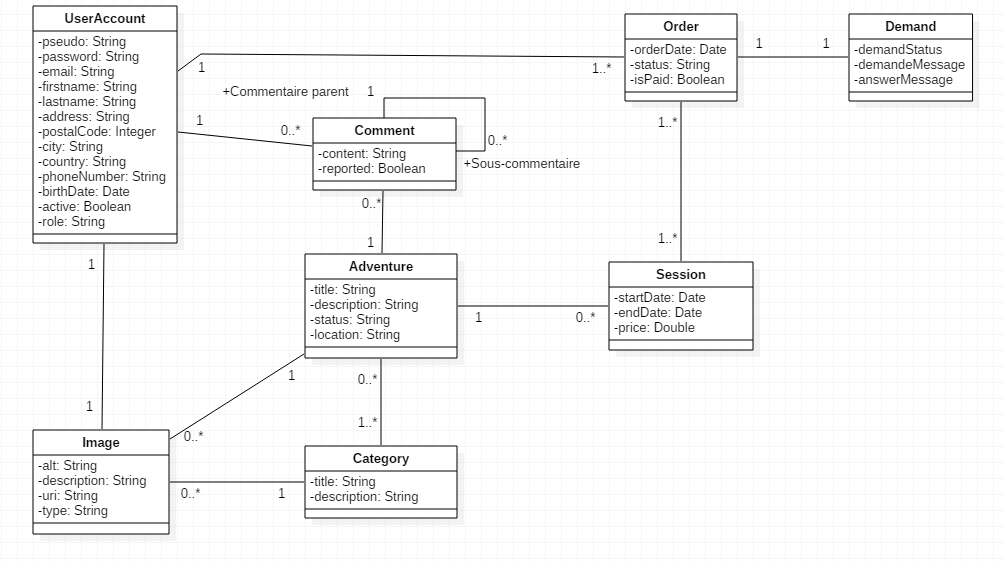 UserAccount
-pseudo: String
-password: String
-email: String
-firstname: String
-lastname: String
-address: String
-postalCode: Integer
-city: String
-country: String
-phoneNumber: String
-birthDate: Date
-active: Boolean
-role: String
1
1..*
Order
-orderDate: Date
-status: String
-isPaid: Boolean
1
1
Demand
-demandStatus
-demandeMessage
-answerMessage
+Commentaire parent
1
1
0..*
Comment
-content: String
-reported: Boolean
0..*
+Sous-commentaire
1..*
1..*
0..*
1
Adventure
-title: String
-description: String
-status: String
-location: String
1
0..*
Session
-startDate: Date
-endDate: Date
-price: Double
1
1
1
0..*
0..*
1..*
Image
-alt: String
-description: String
-uri: String
-type: String
0..*
1
Category
-title: String
-description: String